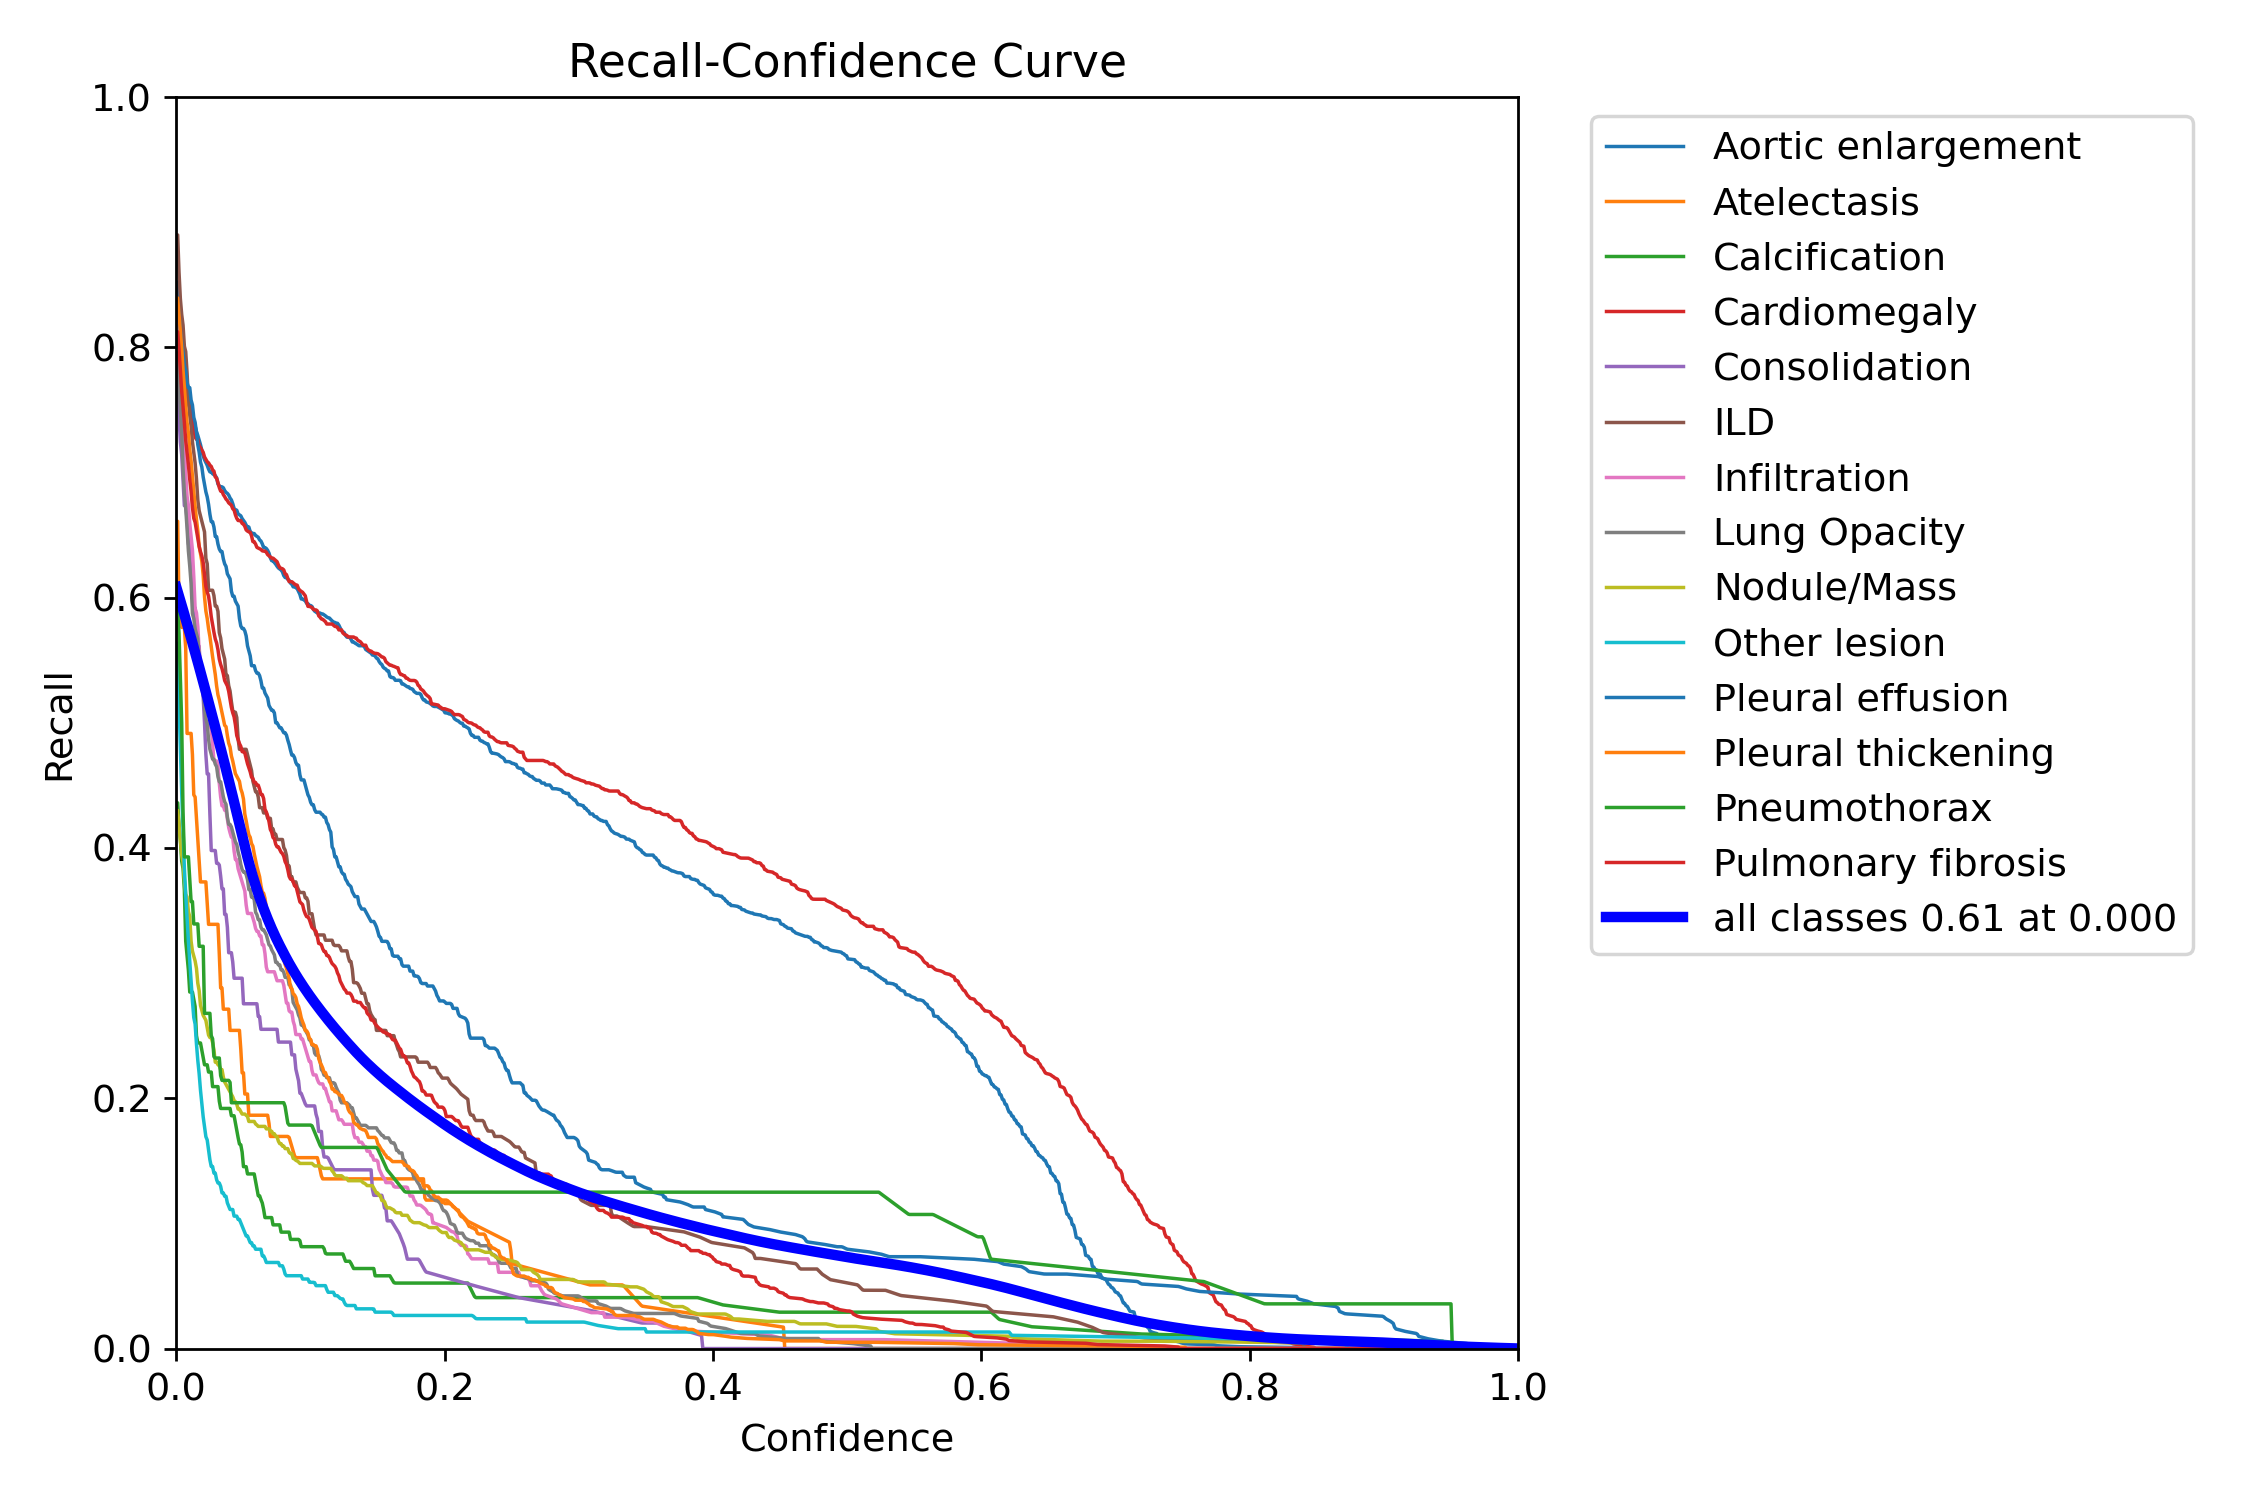 Recall-Confidence Curve
1.0
0.8
0.6
0.4
0.2
0.0
Recall
0.0 0.2 0.4 0.6 0.8 1.0
Confidence
Aortic enlargement
Atelectasis
Calcification
Cardiomegaly
Consolidation
ILD
Infiltration
Lung Opacity
Nodule/Mass
Other lesion
Pleural effusion
Pleural thickening
Pneumothorax
Pulmonary fibrosis
all classes 0.61 at 0.000